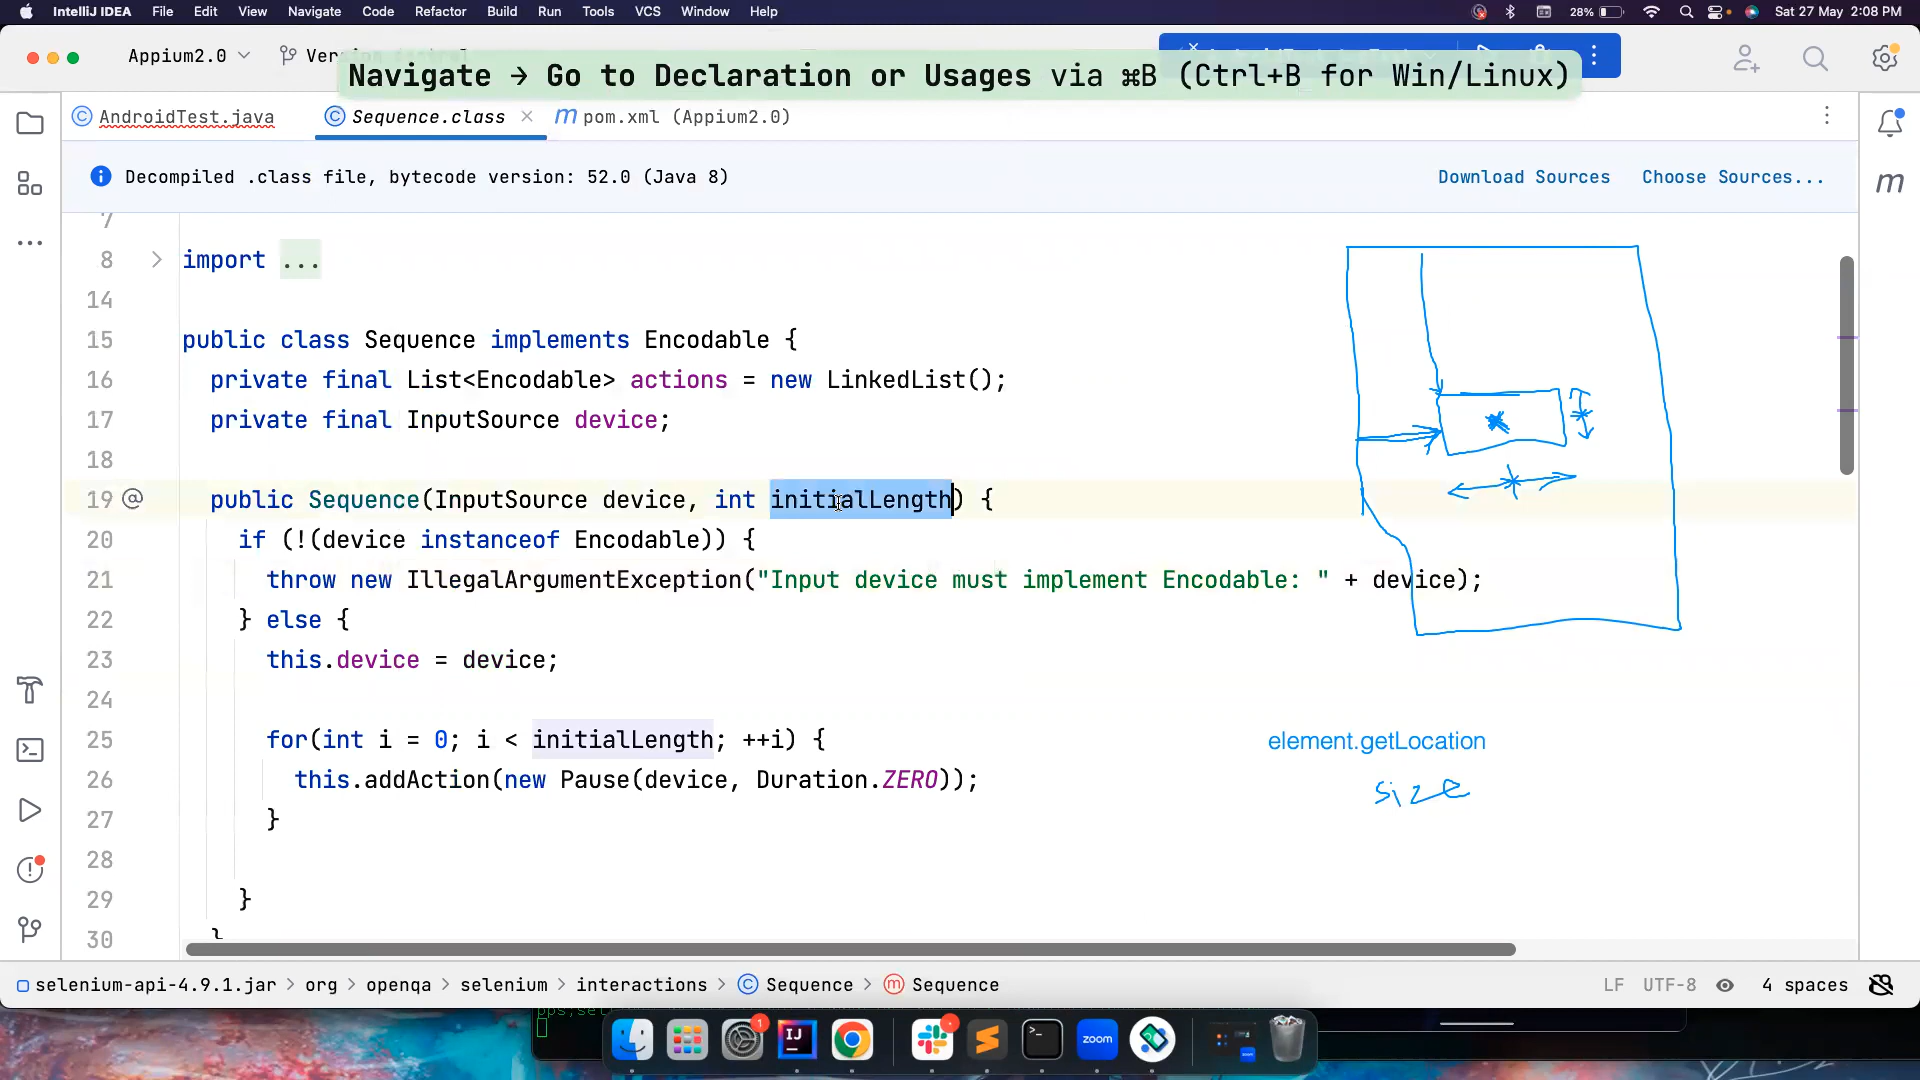 IntelliJ IDEA File Edit View Navigate Code Refactor Build Run Tools VCS Window Help 28% Sat 27 May 2:08 PM
Appium2.0
Navigate → Go to Declaration or Usages via ⌘B (Ctrl+B for Win/Linux)
AndroidTest.java Sequence.class pom.xml (Appium2.0)
Decompiled .class file, bytecode version: 52.0 (Java 8) Download Sources Choose Sources...
7
8 import ...
14
15 public class Sequence implements Encodable {
16 private final List<Encodable> actions = new LinkedList();
17 private final InputSource device;
18
19 public Sequence(InputSource device, int initialLength) {
20 if (!(device instanceof Encodable)) {
21 throw new IllegalArgumentException("Input device must implement Encodable: " + device);
22 } else {
23 this.device = device;
24
25 for(int i = 0; i < initialLength; ++i) {
26 this.addAction(new Pause(device, Duration.ZERO));
27 }
28
29 }
30 }
element.getLocation
size
selenium-api-4.9.1.jar > org > openqa > selenium > interactions > Sequence > Sequence LF UTF-8 4 spaces
zoom